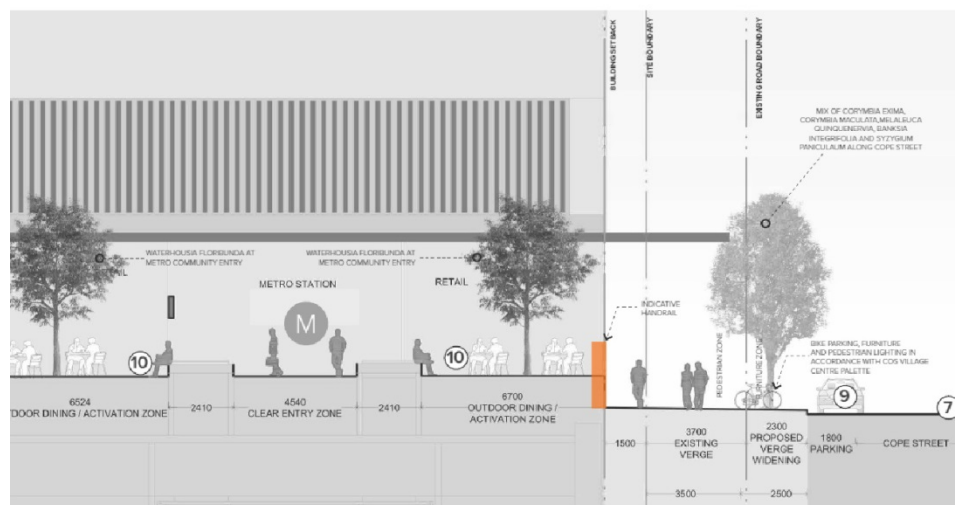 BUILDING SETBACK
SITE BOUNDARY
EXISTING ROAD BOUNDARY
MIX OF CORYMBIA EXIMA,
CORYMBIA MACULATA,MELALEUCA
QUINQUENERVIA, BANKSIA
INTEGRIFOLIA AND SYZYGIUM
PANICULAUM ALONG COPE STREET
WATERHOUSIA FLORIBUNDA AT
METRO COMMUNITY ENTRY
WATERHOUSIA FLORIBUNDA AT
METRO COMMUNITY ENTRY
METRO STATION
RETAIL
M
INDICATIVE
HANDRAIL
BIKE PARKING, FURNITURE
AND PEDESTRIAN LIGHTING IN
ACCORDANCE WITH COS VILLAGE
CENTRE PALETTE
PEDESTRIAN ZONE
FURNITURE ZONE
10
10
9
7
6524
DOOR DINING / ACTIVATION ZONE
2410
4540
CLEAR ENTRY ZONE
2410
6700
OUTDOOR DINING /
ACTIVATION ZONE
1500
3700
EXISTING
VERGE
2300
PROPOSED
VERGE
WIDENING
1800
PARKING
COPE STREET
3500
2500